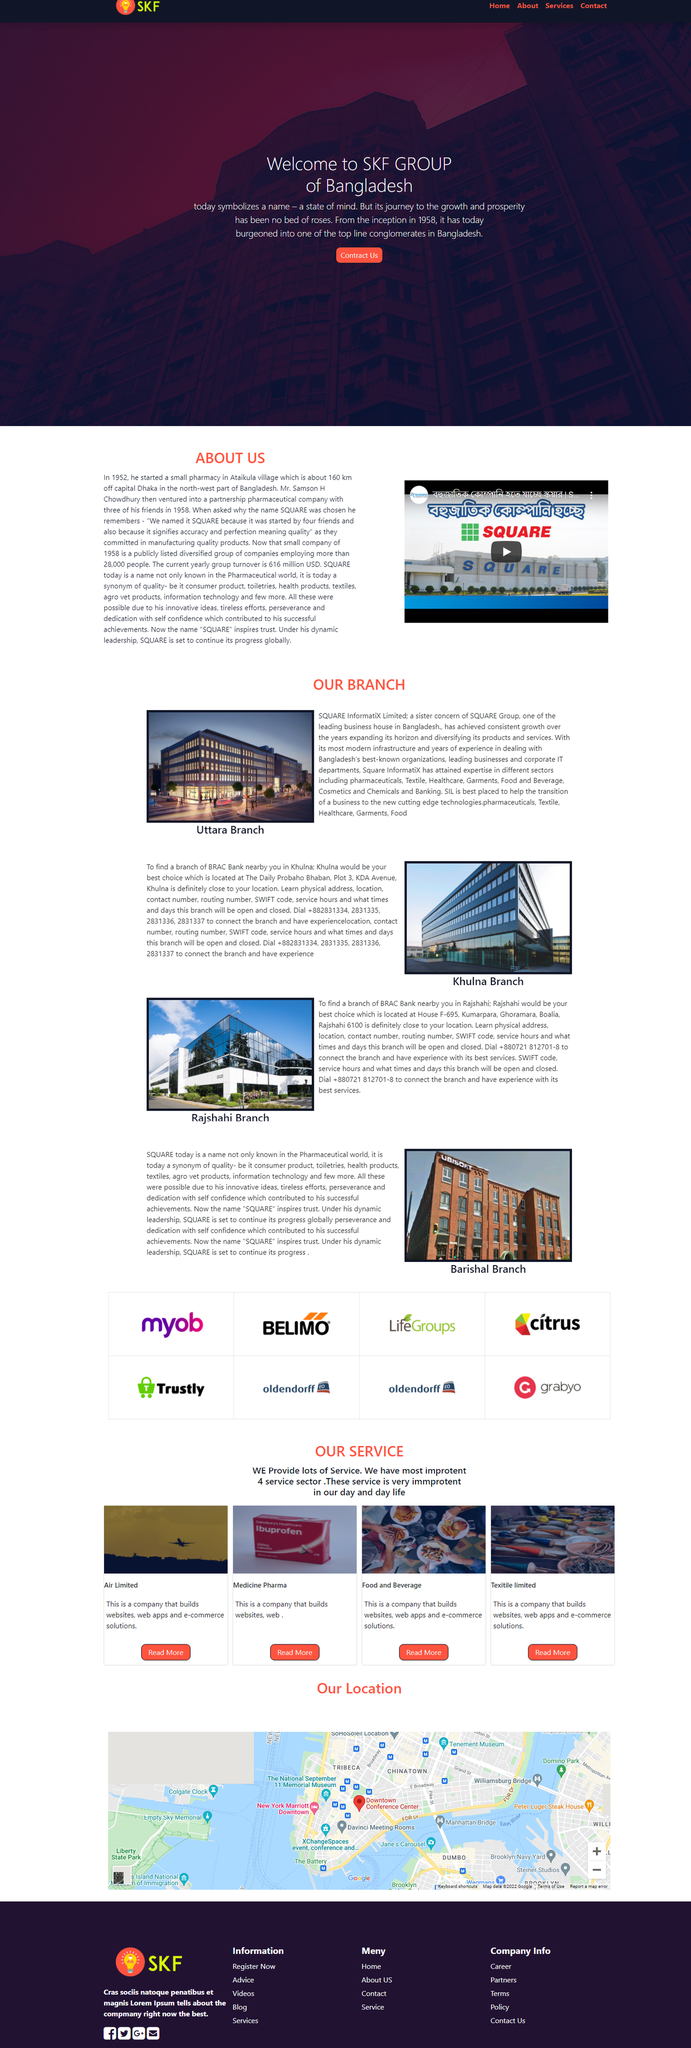 SKF
Home About Services Contact
Welcome to SKF GROUP
of Bangladesh
today symbolizes a name – a state of mind. But its journey to the growth and prosperity
has been no bed of roses. From the inception in 1958, it has today
burgeoned into one of the top line conglomerates in Bangladesh.
Contract Us
ABOUT US
In 1952, he started a small pharmacy in Ataikula village which is about 160 km
off capital Dhaka in the north-west part of Bangladesh. Mr. Samson H
Chowdhury then ventured into a partnership pharmaceutical company with
three of his friends in 1958. When asked why the name SQUARE was chosen he
remembers - "We named it SQUARE because it was started by four friends and
also because it signifies accuracy and perfection meaning quality" as they
committed in manufacturing quality products. Now that small company of
1958 is a publicly listed diversified group of companies employing more than
28,000 people. The current yearly group turnover is 616 million USD. SQUARE
today is a name not only known in the Pharmaceutical world, it is today a
synonym of quality- be it consumer product, toiletries, health products, textiles,
agro vet products, information technology and few more. All these were
possible due to his innovative ideas, tireless efforts, perseverance and
dedication with self confidence which contributed to his successful
achievements. Now the name "SQUARE" inspires trust. Under his dynamic
leadership, SQUARE is set to continue its progress globally.
বহুজাতিক কোম্পানি হতে যাচ্ছে স্কয়ার | S
বহুজাতিক কোম্পানি হচ্ছে
SQUARE
SQUARE
OUR BRANCH
SQUARE InformatiX Limited; a sister concern of SQUARE Group, one of the
leading business house in Bangladesh., has achieved consistent growth over
the years expanding its horizon and diversifying its products and services. With
its most modern infrastructure and years of experience in dealing with
Bangladesh's best-known organizations, leading businesses and corporate IT
departments, Square InformatiX has attained expertise in different sectors
including pharmaceuticals, Textile, Healthcare, Garments, Food and Beverage,
Cosmetics and Chemicals and Banking. SIL is best placed to help the transition
of a business to the new cutting edge technologies.pharmaceuticals, Textile,
Healthcare, Garments, Food
Uttara Branch
To find a branch of BRAC Bank nearby you in Khulna; Khulna would be your
best choice which is located at The Daily Probaho Bhaban, Plot 3, KDA Avenue,
Khulna is definitely close to your location. Learn physical address, location,
contact number, routing number, SWIFT code, service hours and what times
and days this branch will be open and closed. Dial +882831334, 2831335,
2831336, 2831337 to connect the branch and have experiencelocation, contact
number, routing number, SWIFT code, service hours and what times and days
this branch will be open and closed. Dial +882831334, 2831335, 2831336,
2831337 to connect the branch and have experience
Khulna Branch
To find a branch of BRAC Bank nearby you in Rajshahi; Rajshahi would be your
best choice which is located at House F-695, Kumarpara, Ghoramara, Boalia,
Rajshahi 6100 is definitely close to your location. Learn physical address,
location, contact number, routing number, SWIFT code, service hours and what
times and days this branch will be open and closed. Dial +880721 812701-8 to
connect the branch and have experience with its best services. SWIFT code,
service hours and what times and days this branch will be open and closed.
Dial +880721 812701-8 to connect the branch and have experience with its
best services.
Rajshahi Branch
SQUARE today is a name not only known in the Pharmaceutical world, it is
today a synonym of quality- be it consumer product, toiletries, health products,
textiles, agro vet products, information technology and few more. All these
were possible due to his innovative ideas, tireless efforts, perseverance and
dedication with self confidence which contributed to his successful
achievements. Now the name "SQUARE" inspires trust. Under his dynamic
leadership, SQUARE is set to continue its progress globally perseverance and
dedication with self confidence which contributed to his successful
achievements. Now the name "SQUARE" inspires trust. Under his dynamic
leadership, SQUARE is set to continue its progress .
UBISOFT
Barishal Branch
myob BELIMO LifeGroups cítrus
Trustly oldendorff oldendorff grabyo
OUR SERVICE
WE Provide lots of Service. We have most improtent
4 service sector .These service is very immprotent
in our day and day life
Ibuprofen
Air Limited
This is a company that builds
websites, web apps and e-commerce
solutions.
Read More
Medicine Pharma
This is a company that builds
websites, web .
Read More
Food and Beverage
This is a company that builds
websites, web apps and e-commerce
solutions.
Read More
Texitile limited
This is a company that builds
websites, web apps and e-commerce
solutions.
Read More
Our Location
SoHo
Tenement Museum
TRIBECA
CHINATOWN
Domino Park
The National September
11 Memorial Museum
Williamsburg Bridge
Colgate Clock
New York Marriott
Downtown
Downtown
Conference Center
Peter Luger Steak House
Empty Sky Memorial
Manhattan Bridge
Davinci Meeting Rooms
XChangeSpaces
event, conference and...
Jane's Carousel
Liberty
State Park
The Battery
DUMBO
Brooklyn Navy Yard
Steiner Studios
Island National
of Immigration
Google
Brooklyn
Wegmans
BROOKLYN
Keyboard shortcuts Map data ©2022 Google Terms of Use Report a map error
SKF
Cras sociis natoque penatibus et
magnis Lorem Ipsum tells about the
compmany right now the best.
Information
Register Now
Advice
Videos
Blog
Services
Meny
Home
About US
Contact
Service
Company Info
Career
Partners
Terms
Policy
Contact Us